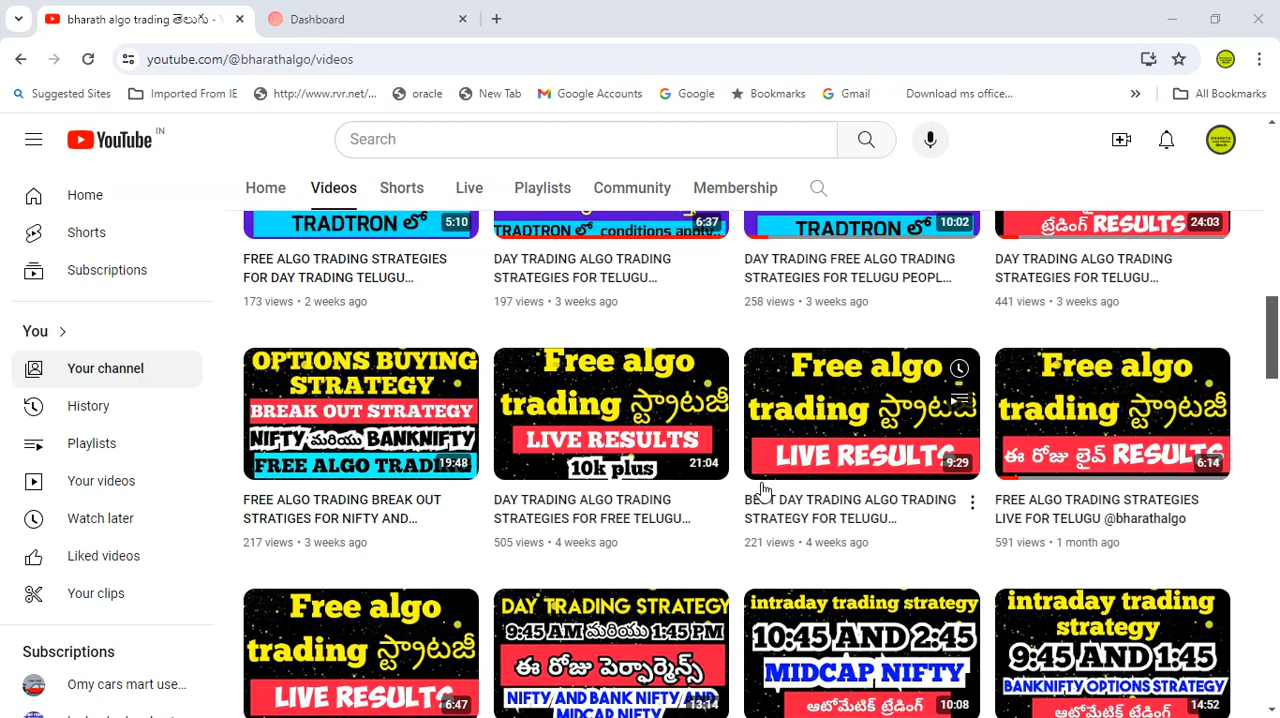 bharath algo trading తెలుగు - Y
Dashboard
youtube.com/@bharathalgo/videos
Suggested Sites
Imported From IE
http://www.rvr.net/...
oracle
New Tab
Gmail
Google Accounts
Google
Bookmarks
Gmail
Download ms office...
All Bookmarks
YouTube IN
Search
Home
Videos
Shorts
Live
Playlists
Community
Membership
Home
Shorts
Subscriptions
You
Your channel
History
Playlists
Your videos
Watch later
Liked videos
Your clips
Subscriptions
Omy cars mart use...
TRADTRON లో
5:10
FREE ALGO TRADING STRATEGIES
FOR DAY TRADING TELUGU...
173 views • 2 weeks ago
TRADTRON లో conditions apply..
6:37
DAY TRADING ALGO TRADING
STRATEGIES FOR TELUGU...
197 views • 3 weeks ago
TRADTRON లో
10:02
DAY TRADING FREE ALGO TRADING
STRATEGIES FOR TELUGU PEOPL...
258 views • 3 weeks ago
ట్రేడింగ్ RESULTS
24:03
DAY TRADING ALGO TRADING
STRATEGIES FOR TELUGU...
441 views • 3 weeks ago
OPTIONS BUYING
STRATEGY
BREAK OUT STRATEGY
NIFTY మరియు BANKNIFTY
FREE ALGO TRADI
19:48
FREE ALGO TRADING BREAK OUT
STRATIGES FOR NIFTY AND...
217 views • 3 weeks ago
Free algo
trading స్ట్రాటజీ
LIVE RESULTS
10k plus
21:04
DAY TRADING ALGO TRADING
STRATEGIES FOR FREE TELUGU...
505 views • 4 weeks ago
Free algo
trading స్ట్రాటజీ
LIVE RESULTS
9:29
BEST DAY TRADING ALGO TRADING
STRATEGY FOR TELUGU...
221 views • 4 weeks ago
Free algo
trading స్ట్రాటజీ
ఈ రోజు లైవ్ RESULTS
6:14
FREE ALGO TRADING STRATEGIES
LIVE FOR TELUGU @bharathalgo
591 views • 1 month ago
Free algo
trading స్ట్రాటజీ
LIVE RESULTS
6:47
DAY TRADING STRATEGY
9:45 AM మరియు 1:45 PM
ఈ రోజు పెర్ఫార్మెన్స్
NIFTY AND BANK NIFTY AND
MIDCAP NIFTY
13:14
intraday trading strategy
10:45 AND 2:45
MIDCAP NIFTY
ఆటోమేటిక్ ట్రేడింగ్
10:08
intraday trading
strategy
9:45 AND 1:45
BANKNIFTY OPTIONS STRATEGY
ఆటోమేటిక్ ట్రేడింగ్
14:52